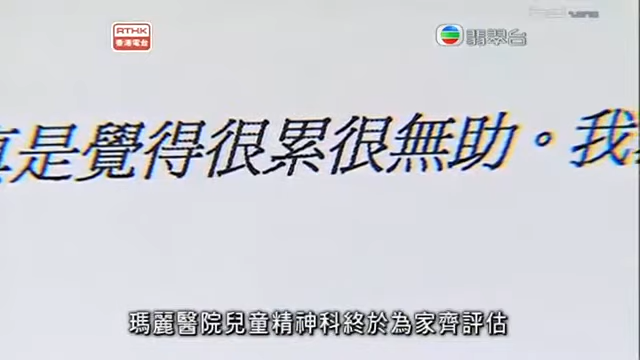 RTHK
香港電台
翡翠台
真是覺得很累很無助。我
瑪麗醫院兒童精神科終於為家齊評估